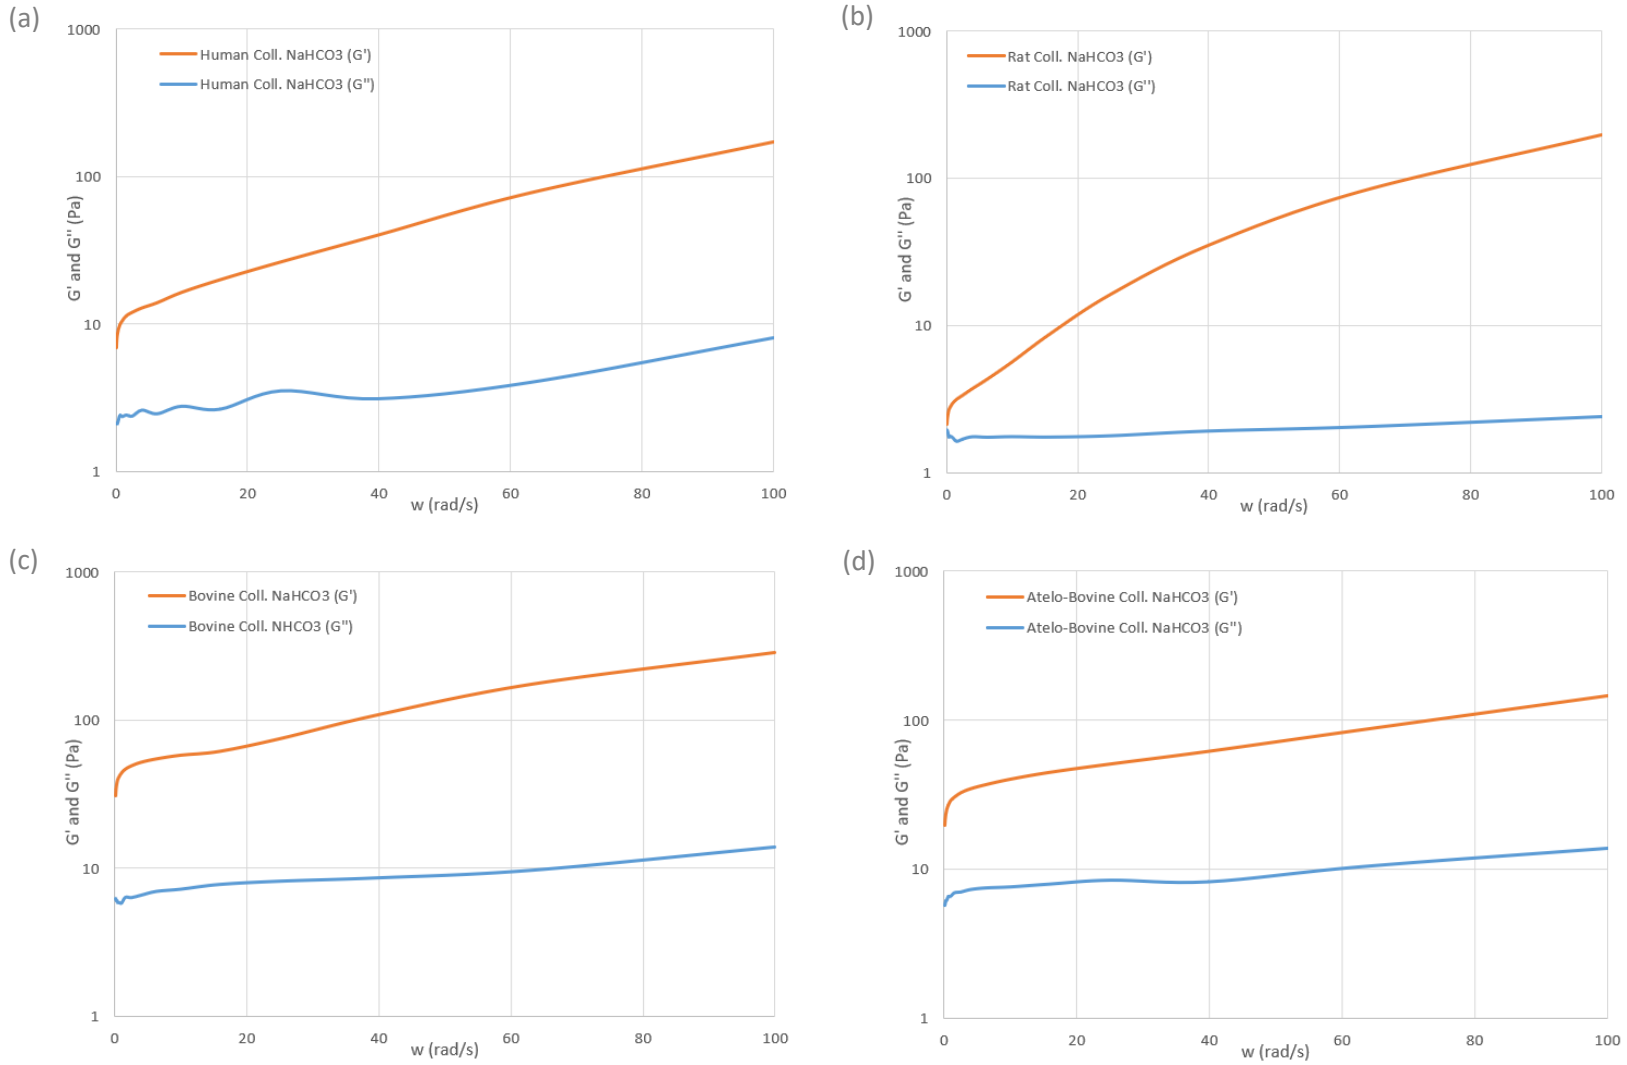 (a)
1000
Human Coll. NaHCO3 (G')
Human Coll. NaHCO3 (G'')
100
10
1
G' and G'' (Pa)
0 20 40 60 80 100
w (rad/s)
(b)
1000
Rat Coll. NaHCO3 (G')
Rat Coll. NaHCO3 (G'')
100
10
1
G' and G'' (Pa)
0 20 40 60 80 100
w (rad/s)
(c)
1000
Bovine Coll. NaHCO3 (G')
Bovine Coll. NHCO3 (G'')
100
10
1
G' and G'' (Pa)
0 20 40 60 80 100
w (rad/s)
(d)
1000
Atelo-Bovine Coll. NaHCO3 (G')
Atelo-Bovine Coll. NaHCO3 (G'')
100
10
1
G' and G'' (Pa)
0 20 40 60 80 100
w (rad/s)